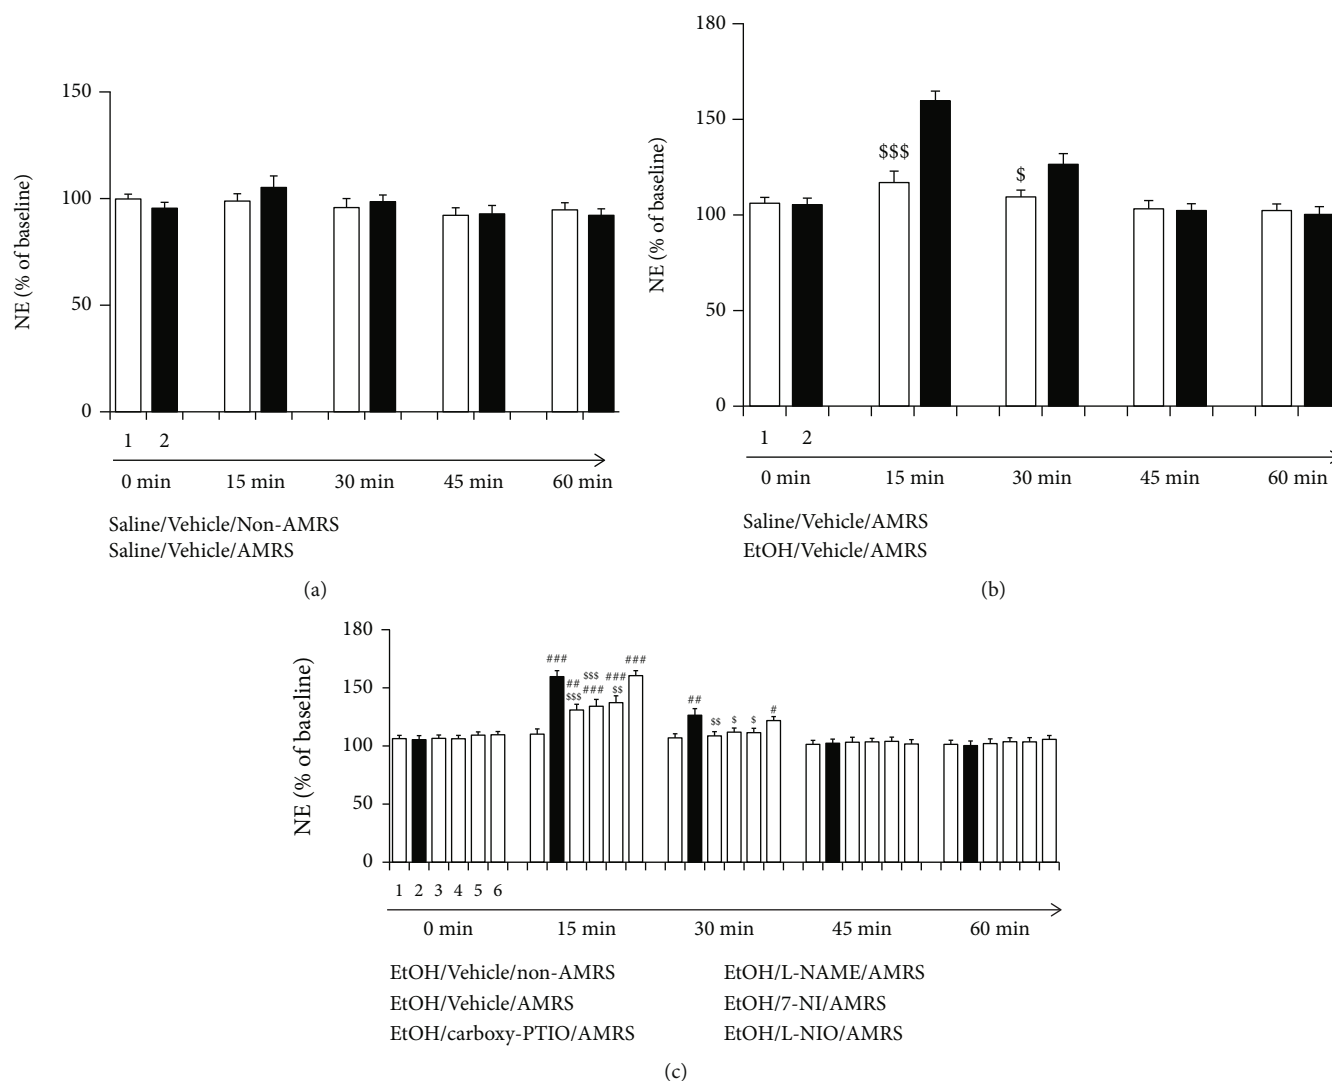 150
100
50
0
NE (% of baseline)
1 2
0 min 15 min 30 min 45 min 60 min
Saline/Vehicle/Non-AMRS
Saline/Vehicle/AMRS
(a)
180
150
100
50
0
NE (% of baseline)
$$$
$
1 2
0 min 15 min 30 min 45 min 60 min
Saline/Vehicle/AMRS
EtOH/Vehicle/AMRS
(b)
180
150
100
50
0
NE (% of baseline)
###
##
$$$
$$$
###
###
$$
###
##
$$
$
$
#
1 2 3 4 5 6
0 min 15 min 30 min 45 min 60 min
EtOH/Vehicle/non-AMRS
EtOH/Vehicle/AMRS
EtOH/carboxy-PTIO/AMRS
EtOH/L-NAME/AMRS
EtOH/7-NI/AMRS
EtOH/L-NIO/AMRS
(c)